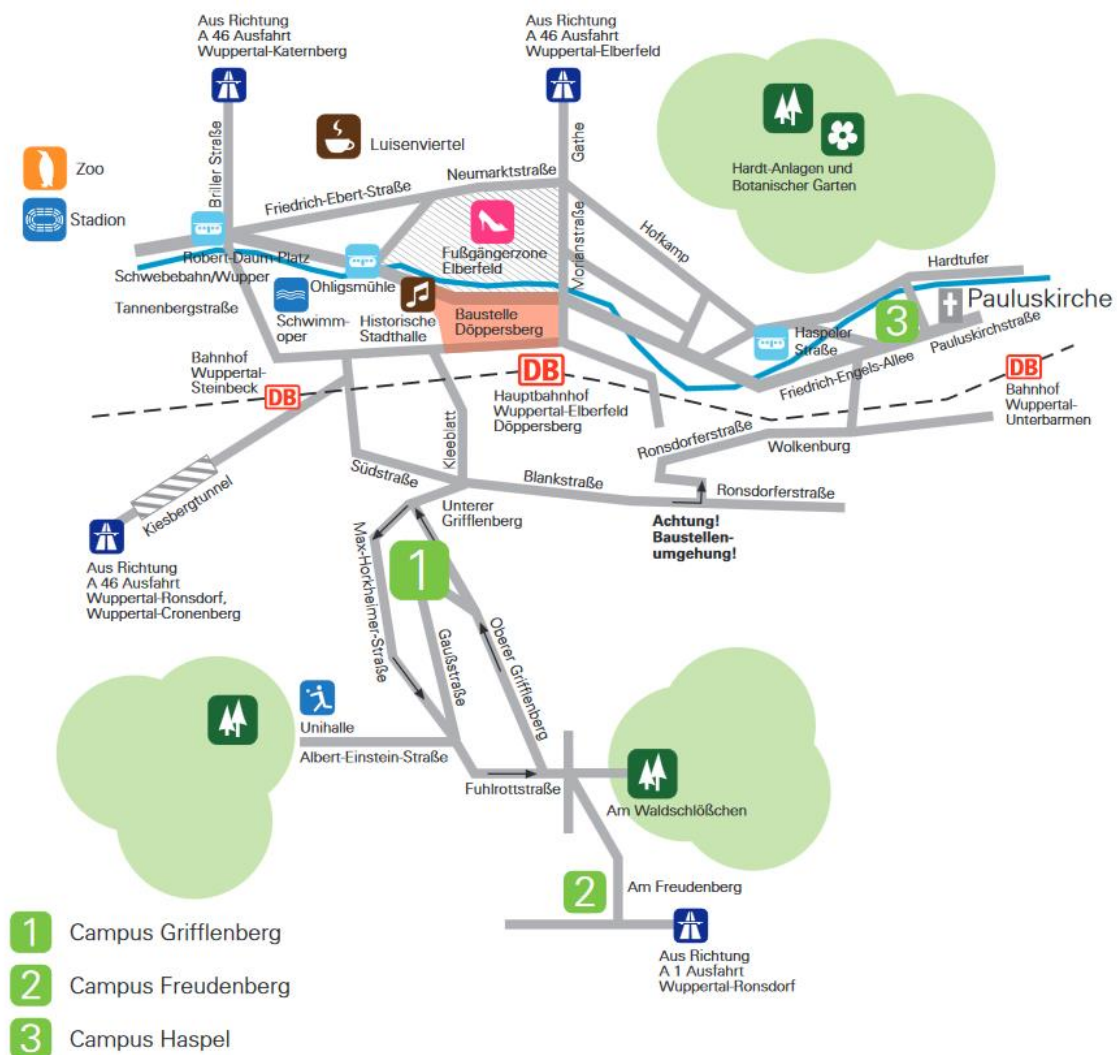 Aus Richtung
A 46 Ausfahrt
Wuppertal-Katernberg
Aus Richtung
A 46 Ausfahrt
Wuppertal-Elberfeld
Luisenviertel
Zoo
Stadion
Briller Straße
Friedrich-Ebert-Straße
Neumarktstraße
Gathe
Hardt-Anlagen und
Botanischer Garten
Fußgängerzone
Elberfeld
Morianstraße
Hofkamp
Hardtufer
Robert-Daum-Platz
Schwebebahn/Wupper
Ohligsmühle
Tannenbergstraße
Schwimm-
oper
Historische
Stadthalle
Baustelle
Döppersberg
Haspeler
Straße
3
Pauluskirche
Pauluskirchstraße
Friedrich-Engels-Allee
Bahnhof
Wuppertal-
Steinbeck
DB
DB
Hauptbahnhof
Wuppertal-Elberfeld
Döppersberg
DB
Bahnhof
Wuppertal-
Unterbarmen
Kleeblatt
Ronsdorferstraße
Wolkenburg
Südstraße
Blankstraße
Ronsdorferstraße
Kiesbergtunnel
Unterer
Grifflenberg
Achtung!
Baustellen-
umgehung!
Aus Richtung
A 46 Ausfahrt
Wuppertal-Ronsdorf,
Wuppertal-Cronenberg
1
Max-Horkheimer-Straße
Gaußstraße
Oberer Grifflenberg
Unihalle
Albert-Einstein-Straße
Fuhlrottstraße
Am Waldschlößchen
2
Am Freudenberg
Aus Richtung
A 1 Ausfahrt
Wuppertal-Ronsdorf
1 Campus Grifflenberg
2 Campus Freudenberg
3 Campus Haspel